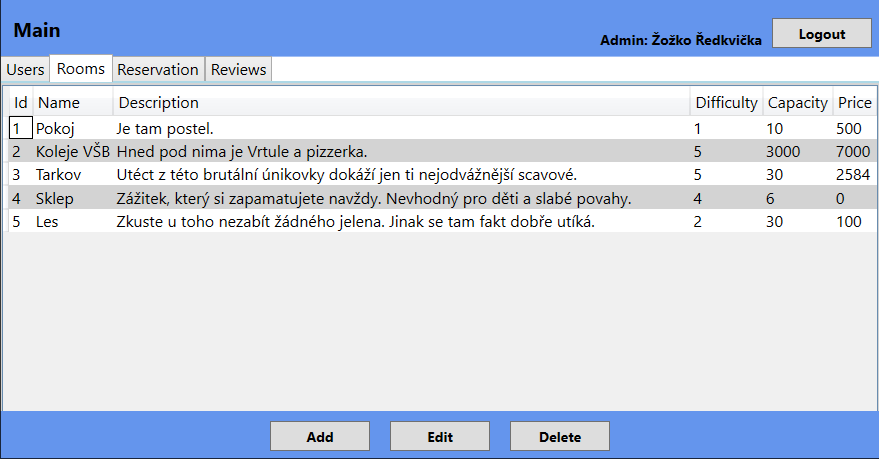 Main
Admin: Žožko Ředkvička
Logout
Users Rooms Reservation Reviews
Id Name Description Difficulty Capacity Price
1 Pokoj Je tam postel. 1 10 500
2 Koleje VŠB Hned pod nima je Vrtule a pizzerka. 5 3000 7000
3 Tarkov Utéct z této brutální únikovky dokáží jen ti nejodvážnější scavové. 5 30 2584
4 Sklep Zážitek, který si zapamatujete navždy. Nevhodný pro děti a slabé povahy. 4 6 0
5 Les Zkuste u toho nezabít žádného jelena. Jinak se tam fakt dobře utíká. 2 30 100
Add Edit Delete